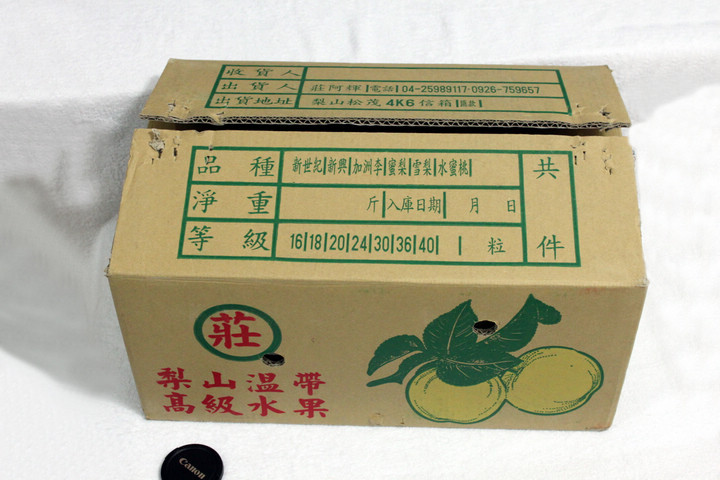 收貨人
出貨人 莊阿輝 電話 04-25989117·0926-759657
出貨地址 梨山松茂4K6信箱
品種 新世紀 新興 加洲李 蜜梨 雪梨 水蜜桃 共
淨重 斤 入庫日期 月 日
等級 16 18 20 24 30 36 40 粒 件
莊
梨山溫帶
高級水果
Canon